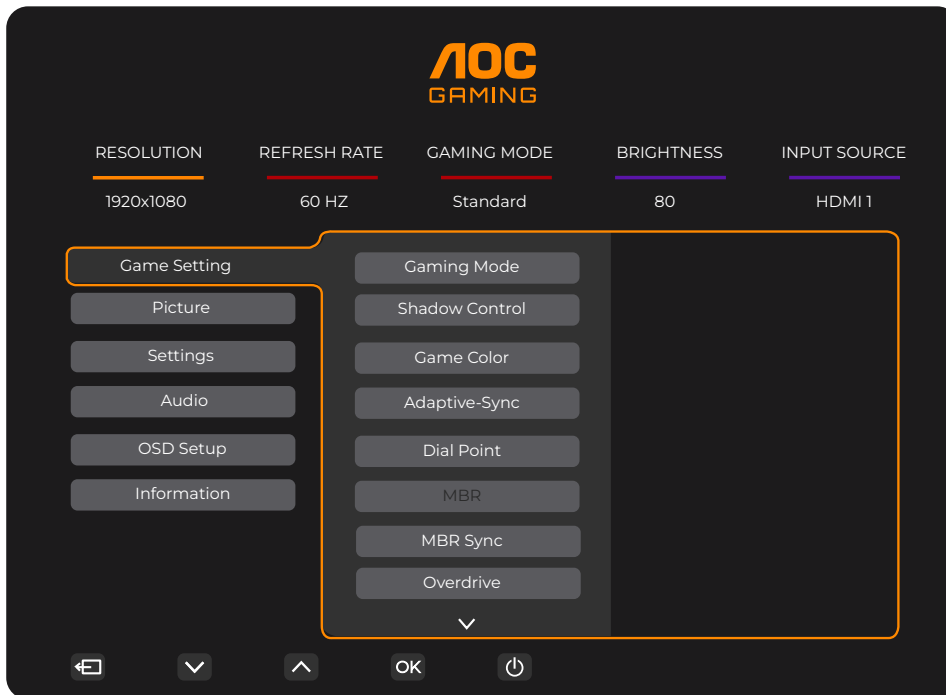 AOC
GAMING
RESOLUTION REFRESH RATE GAMING MODE BRIGHTNESS INPUT SOURCE
1920x1080 60 HZ Standard 80 HDMI 1
Game Setting
Picture
Settings
Audio
OSD Setup
Information
Gaming Mode
Shadow Control
Game Color
Adaptive-Sync
Dial Point
MBR
MBR Sync
Overdrive
OK